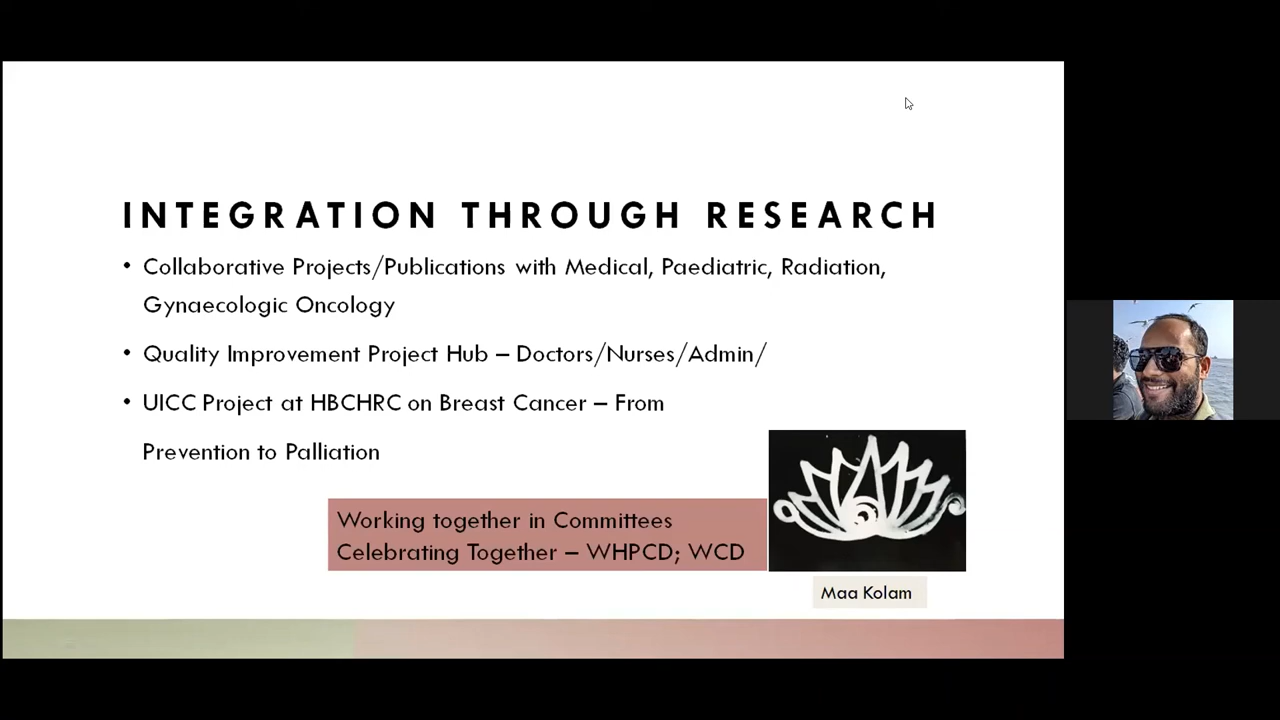 INTEGRATION THROUGH RESEARCH
• Collaborative Projects/Publications with Medical, Paediatric, Radiation,
Gynaecologic Oncology
• Quality Improvement Project Hub – Doctors/Nurses/Admin/
• UICC Project at HBCHRC on Breast Cancer – From
Prevention to Palliation
Working together in Committees
Celebrating Together – WHPCD; WCD
Maa Kolam